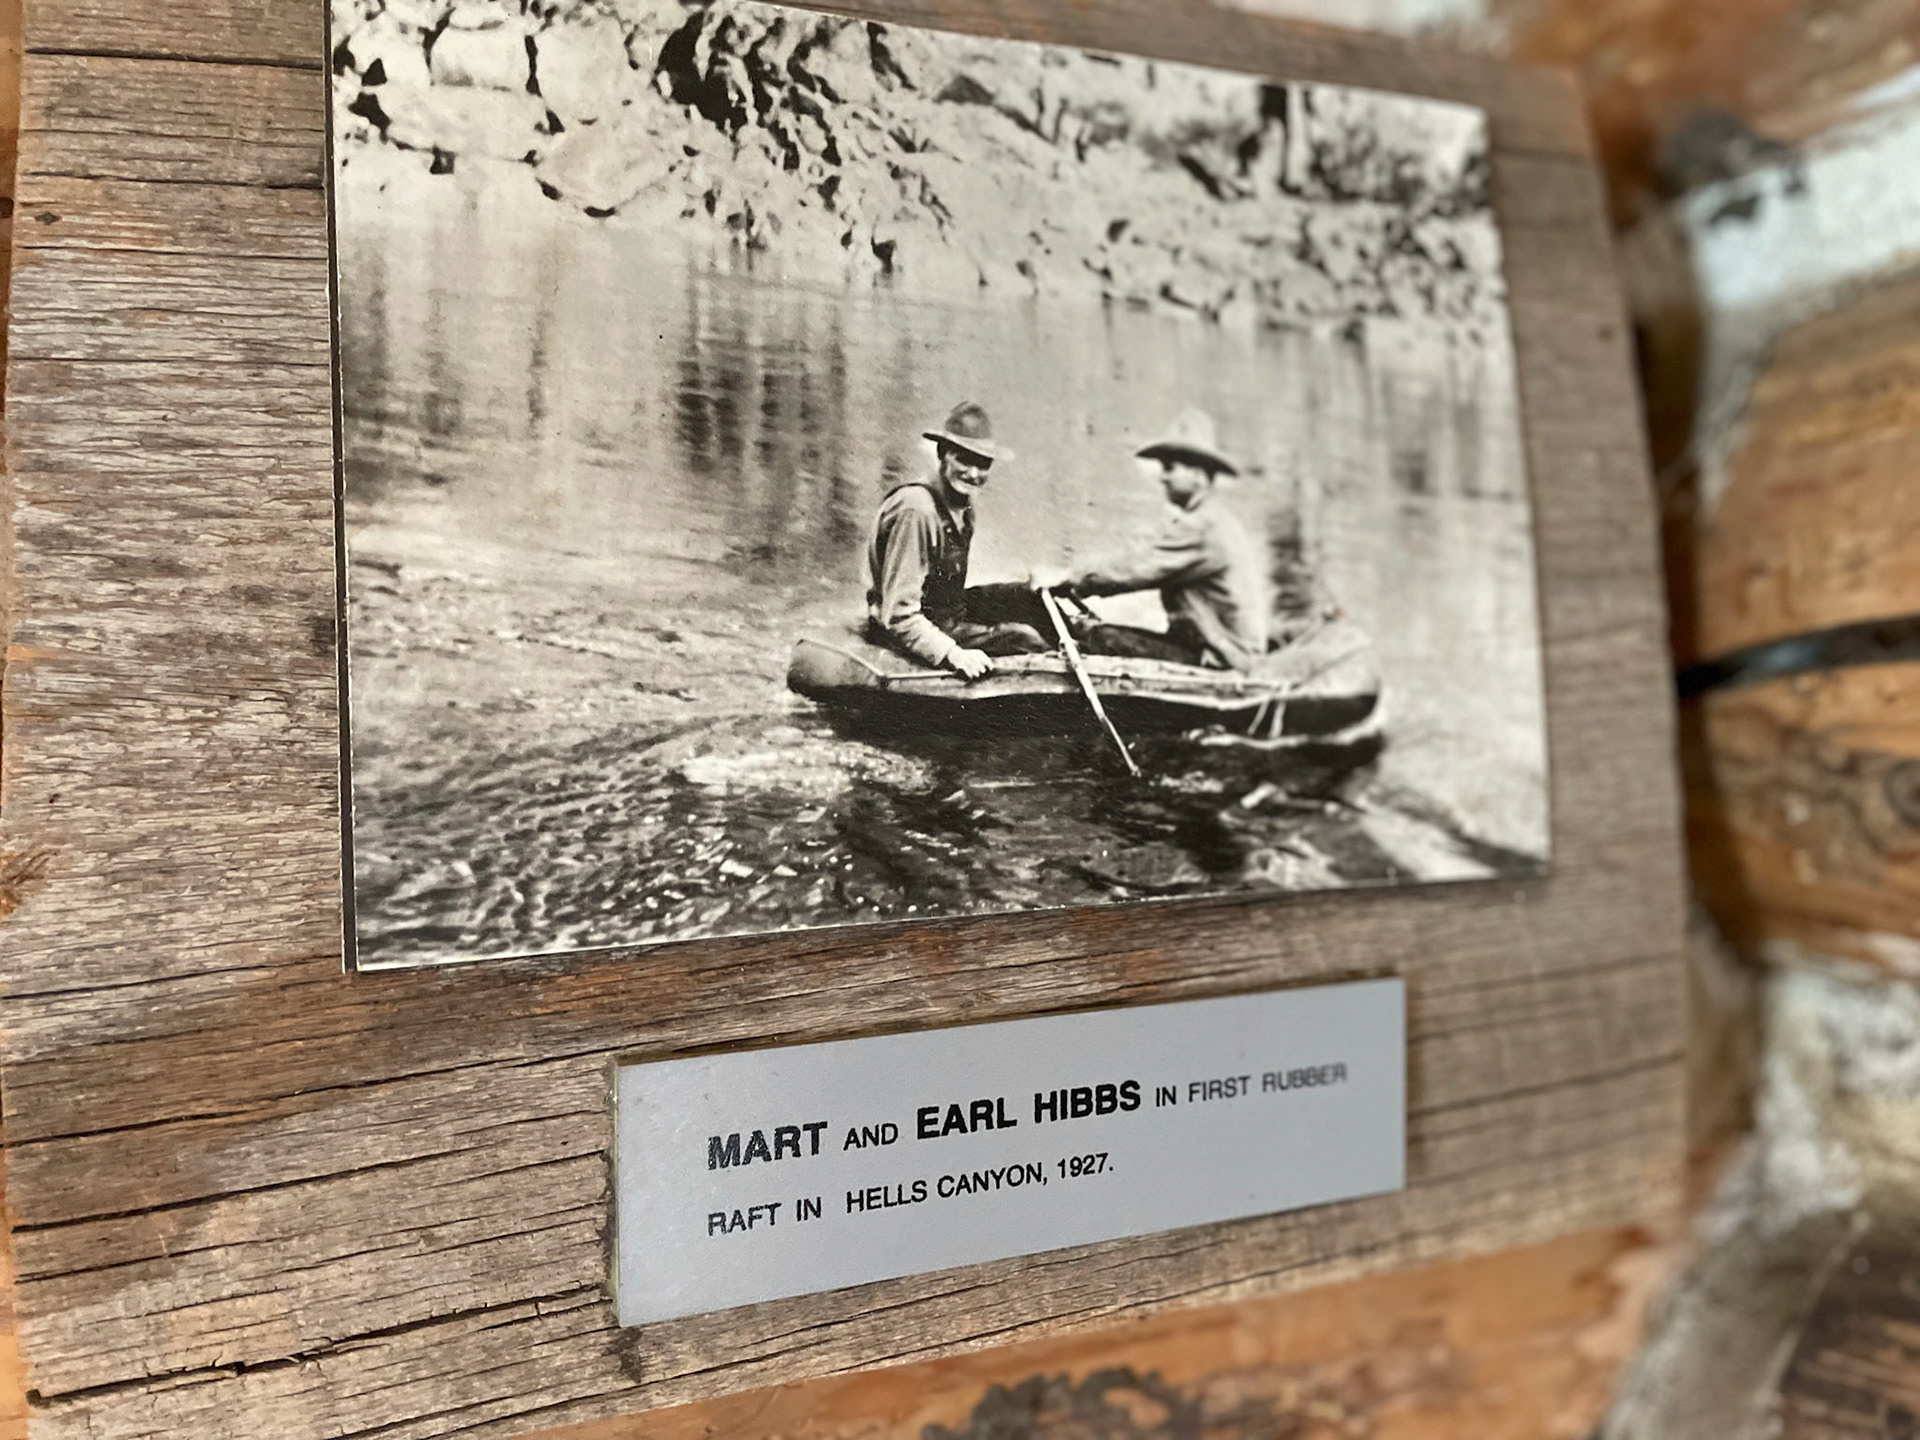 MART AND EARL HIBBS IN FIRST RUBBER
RAFT IN HELLS CANYON, 1927.